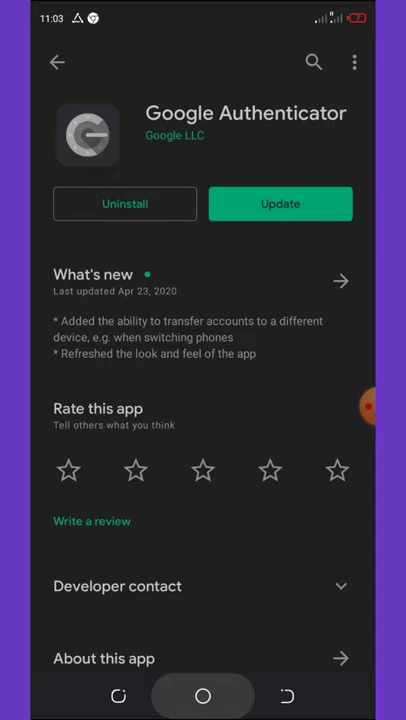 11:03
7
Google Authenticator
Google LLC
Uninstall
Update
What's new
Last updated Apr 23, 2020
* Added the ability to transfer accounts to a different
device, e.g. when switching phones
* Refreshed the look and feel of the app
Rate this app
Tell others what you think
Write a review
Developer contact
About this app